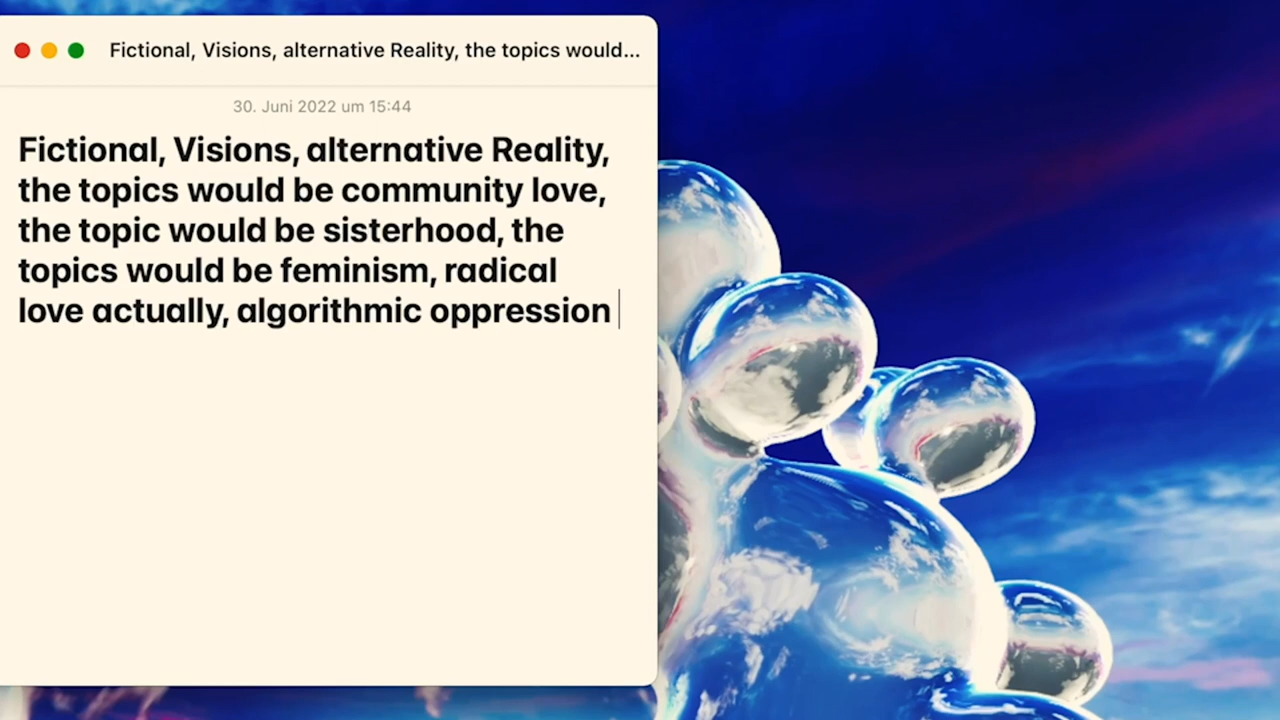 Fictional, Visions, alternative Reality, the topics would...
30. Juni 2022 um 15:44
Fictional, Visions, alternative Reality,
the topics would be community love,
the topic would be sisterhood, the
topics would be feminism, radical
love actually, algorithmic oppression